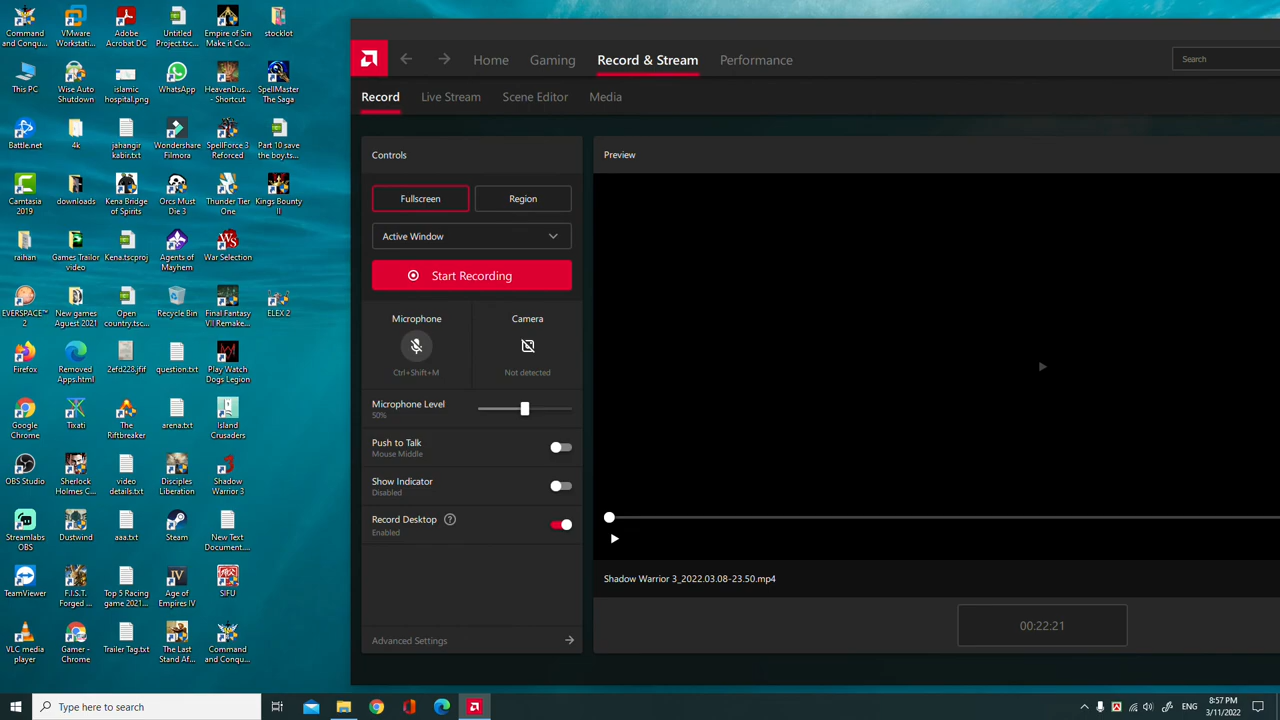 Command
and Conqu...
VMware
Workstati...
Adobe
Acrobat DC
Untitled
Project.tsc...
Empire of Sin
Make it Co...
stocklot
This PC
Wise Auto
Shutdown
islamic
hospital.png
WhatsApp
HeavenDus...
- Shortcut
SpellMaster
The Saga
Battle.net
4k
jahangir
kabir.txt
Wondershare
Filmora
SpellForce 3
Reforced
Part 10 save
the boy.ts...
Camtasia
2019
downloads
Kena Bridge
of Spirits
Orcs Must
Die 3
Thunder Tier
One
Kings Bounty
II
raihan
Games Trailor
video
Kena.tscproj
Agents of
Mayhem
War Selection
EVERSPACE™
2
New games
Aguest 2021
Open
country.tsc...
Recycle Bin
Final Fantasy
VII Remake...
ELEX 2
Firefox
Removed
Apps.html
2efd228.jfif
question.txt
Play Watch
Dogs Legion
Google
Chrome
Tixati
The
Riftbreaker
arena.txt
Island
Crusaders
OBS Studio
Sherlock
Holmes C...
video
details.txt
Disciples
Liberation
Shadow
Warrior 3
Streamlabs
OBS
Dustwind
aaa.txt
Steam
New Text
Document....
TeamViewer
F.I.S.T.
Forged ...
Top 5 Racing
game 2021...
Age of
Empires IV
SIFU
VLC media
player
Gamer -
Chrome
Trailer Tag.txt
The Last
Stand Af...
Command
and Conqu...
Home
Gaming
Record & Stream
Performance
Search
Record
Live Stream
Scene Editor
Media
Controls
Fullscreen
Region
Active Window
Start Recording
Microphone
Camera
Ctrl+Shift+M
Not detected
Microphone Level
50%
Push to Talk
Mouse Middle
Show Indicator
Disabled
Record Desktop
Enabled
Advanced Settings
Preview
Shadow Warrior 3_2022.03.08-23.50.mp4
00:22:21
Type here to search
ENG
8:57 PM
3/11/2022